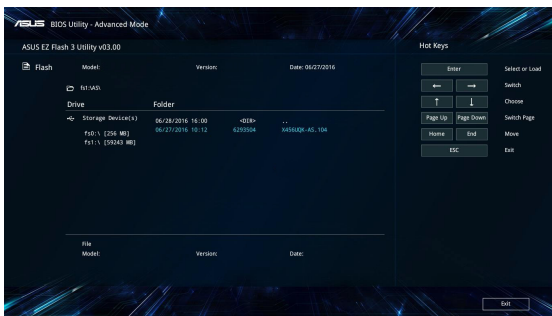 ASUS BIOS Utility - Advanced Mode
ASUS EZ Flash 3 Utility v03.00
Hot Keys
Flash
Model: Version: Date: 06/27/2016
fs1:\AS\
Drive Folder
Storage Device(s)
fs0:\ [256 MB]
fs1:\ [59243 MB]
06/28/2016 16:00 <DIR> ..
06/27/2016 10:12 6293504 X456UQK-AS.104
File
Model: Version: Date:
Enter Select or Load
← → Switch
↑ ↓ Choose
Page Up Page Down Switch Page
Home End Move
ESC Exit
Exit